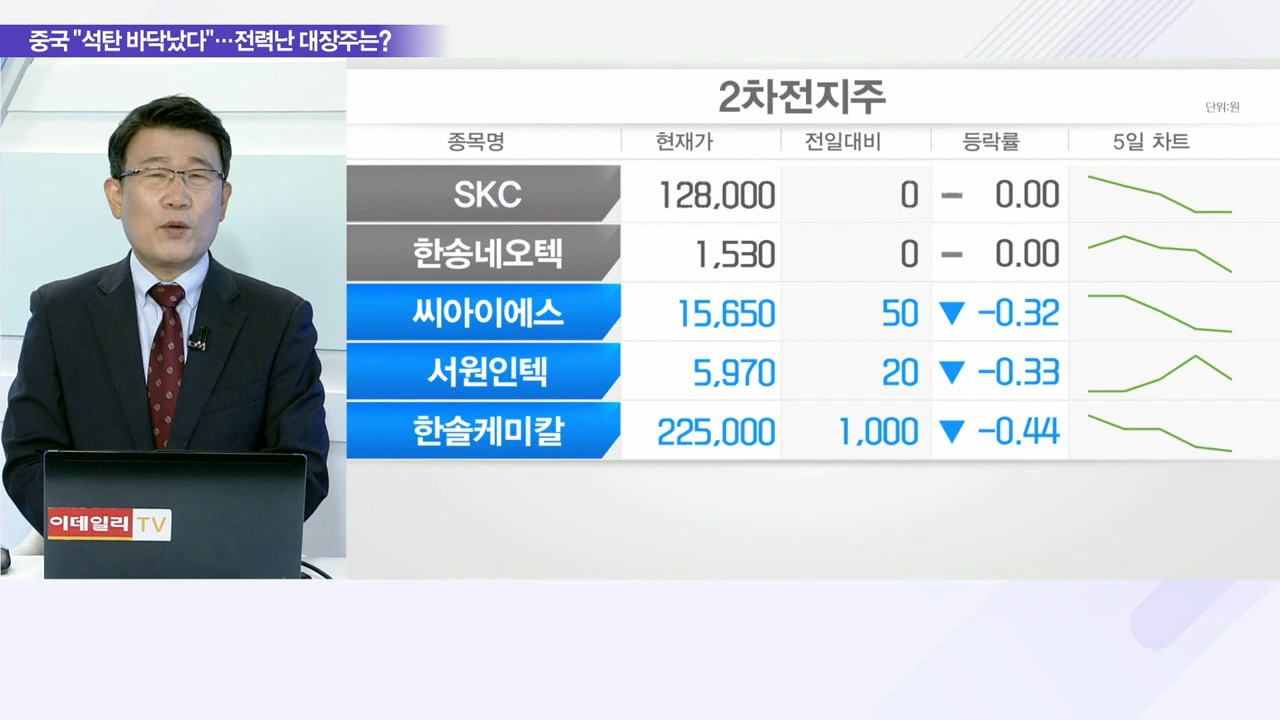 중국 "석탄 바닥났다"…전력난 대장주는?
2차전지주
단위:원
종목명 현재가 전일대비 등락률 5일 차트
SKC 128,000 0 – 0.00
한송네오텍 1,530 0 – 0.00
씨아이에스 15,650 50 ▼ -0.32
서원인텍 5,970 20 ▼ -0.33
한솔케미칼 225,000 1,000 ▼ -0.44
이데일리 TV